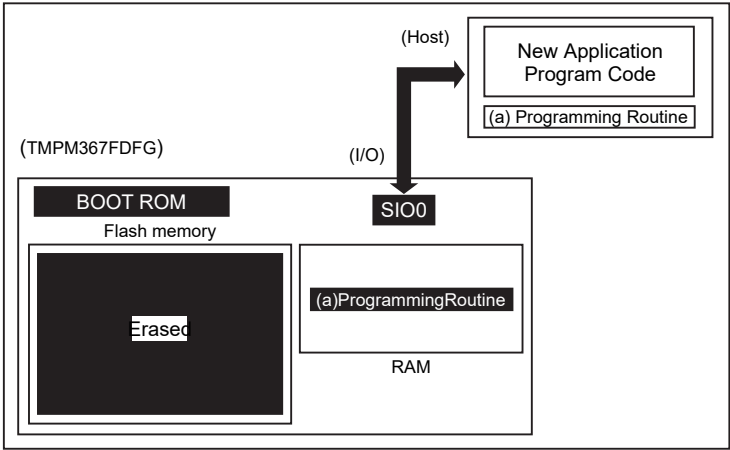 (Host)
New Application
Program Code
(a) Programming Routine
(TMPM367FDFG)
(I/O)
BOOT ROM
SIO0
Flash memory
(a)ProgrammingRoutine
Erased
RAM